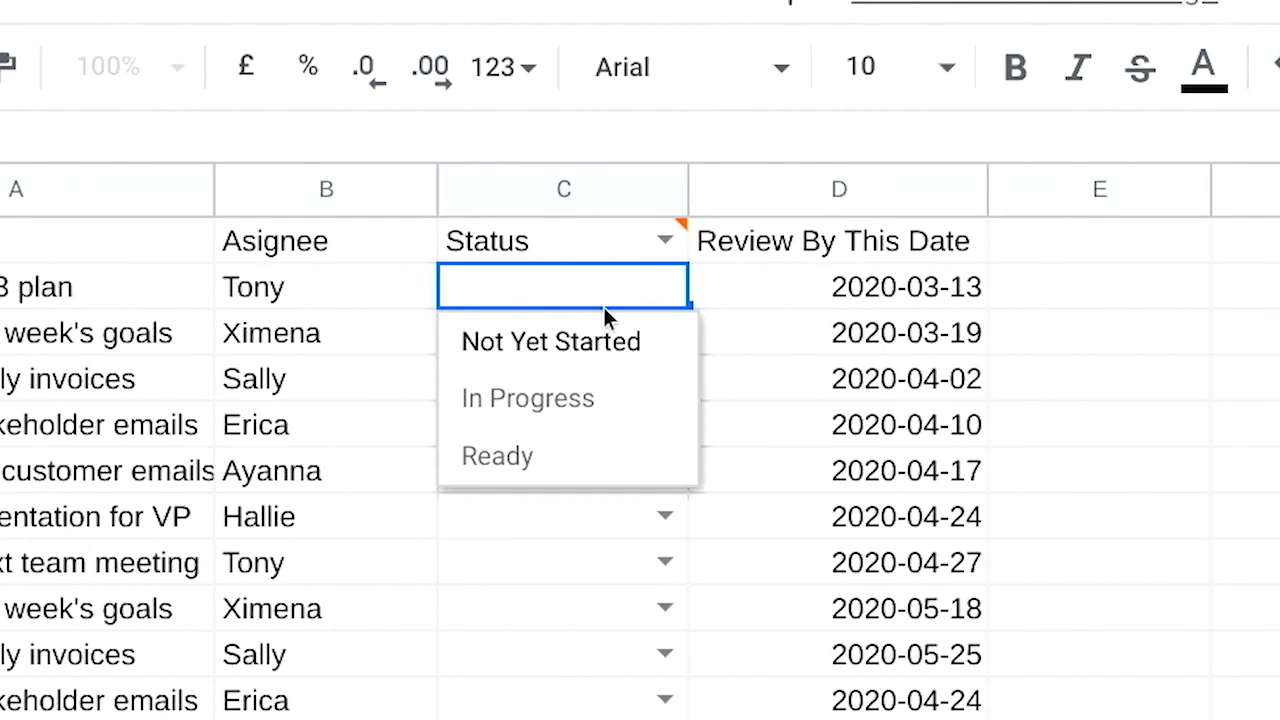 100% £ % .0 .00 123 Arial 10 B I S A
A B C D E
Asignee Status Review By This Date
3 plan Tony 2020-03-13
week's goals Ximena 2020-03-19
ly invoices Sally Not Yet Started 2020-04-02
keholder emails Erica In Progress 2020-04-10
customer emails Ayanna Ready 2020-04-17
entation for VP Hallie 2020-04-24
xt team meeting Tony 2020-04-27
week's goals Ximena 2020-05-18
ly invoices Sally 2020-05-25
keholder emails Erica 2020-04-24